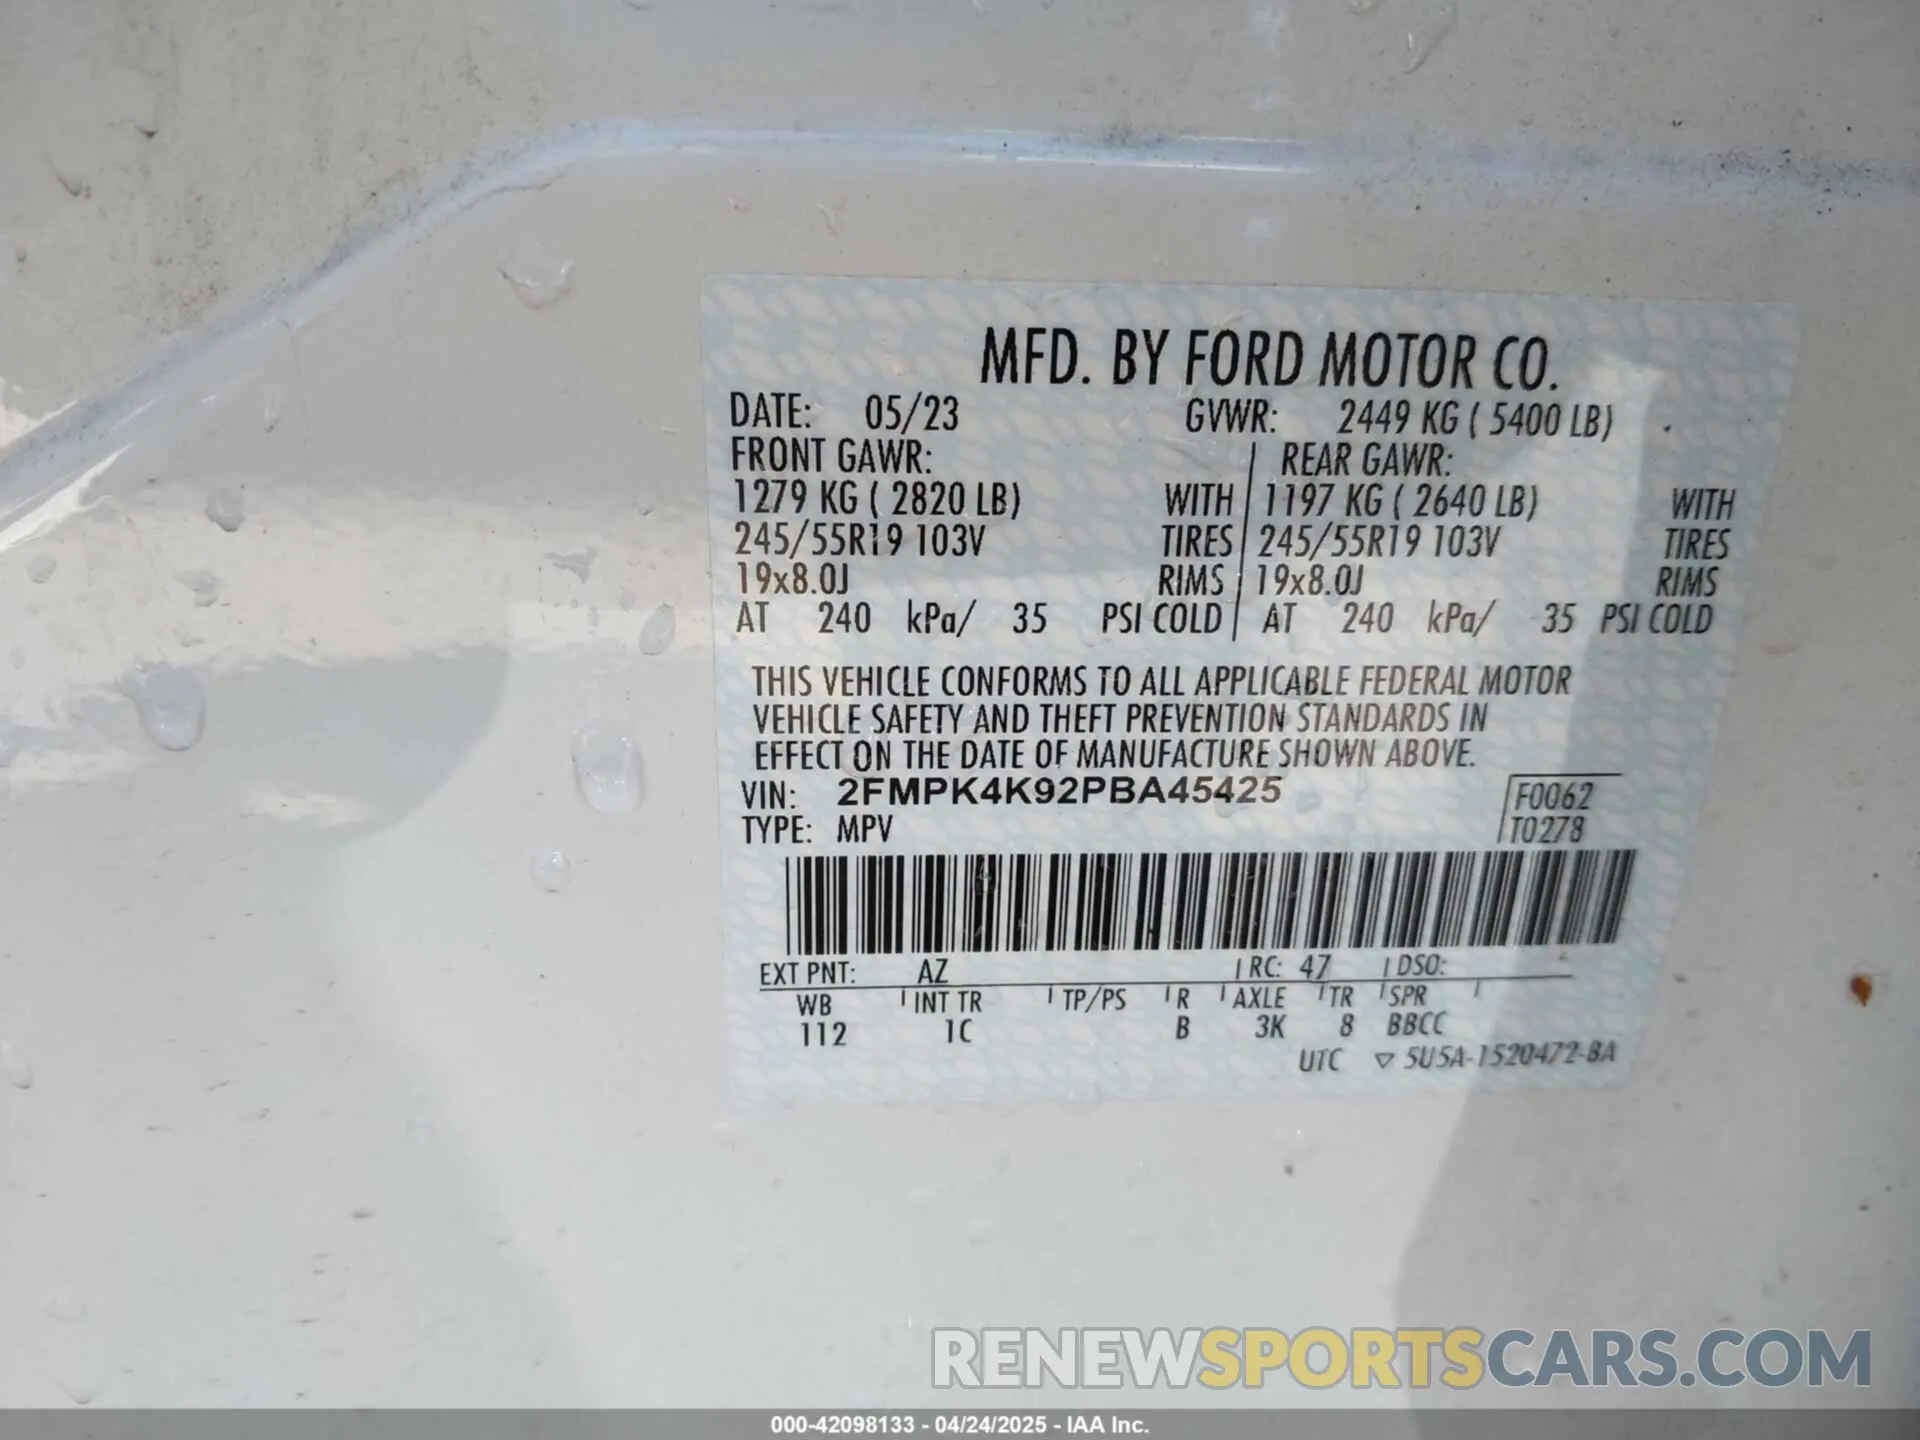 MFD. BY FORD MOTOR CO.
DATE: 05/23 GVWR: 2449 KG ( 5400 LB)
FRONT GAWR: REAR GAWR:
1279 KG ( 2820 LB) WITH 1197 KG ( 2640 LB) WITH
245/55R19 103V TIRES 245/55R19 103V TIRES
19x8.0J RIMS 19x8.0J RIMS
AT 240 kPa/ 35 PSI COLD AT 240 kPa/ 35 PSI COLD
THIS VEHICLE CONFORMS TO ALL APPLICABLE FEDERAL MOTOR
VEHICLE SAFETY AND THEFT PREVENTION STANDARDS IN
EFFECT ON THE DATE OF MANUFACTURE SHOWN ABOVE.
VIN: 2FMPK4K92PBA45425 F0062
TYPE: MPV T0278
EXT PNT: AZ RC: 47 DSO:
WB INT TR TP/PS R AXLE TR SPR
112 1C B 3K 8 BBCC
UTC ▽ 5U5A-1520472-BA
RENEWSPORTSCARS.COM
000-42098133 - 04/24/2025 - IAA Inc.